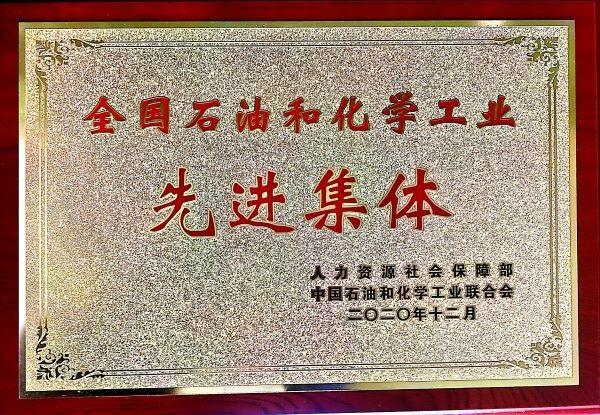 全国石油和化学工业
先进集体
人力资源社会保障部
中国石油和化学工业联合会
二〇二〇年十二月